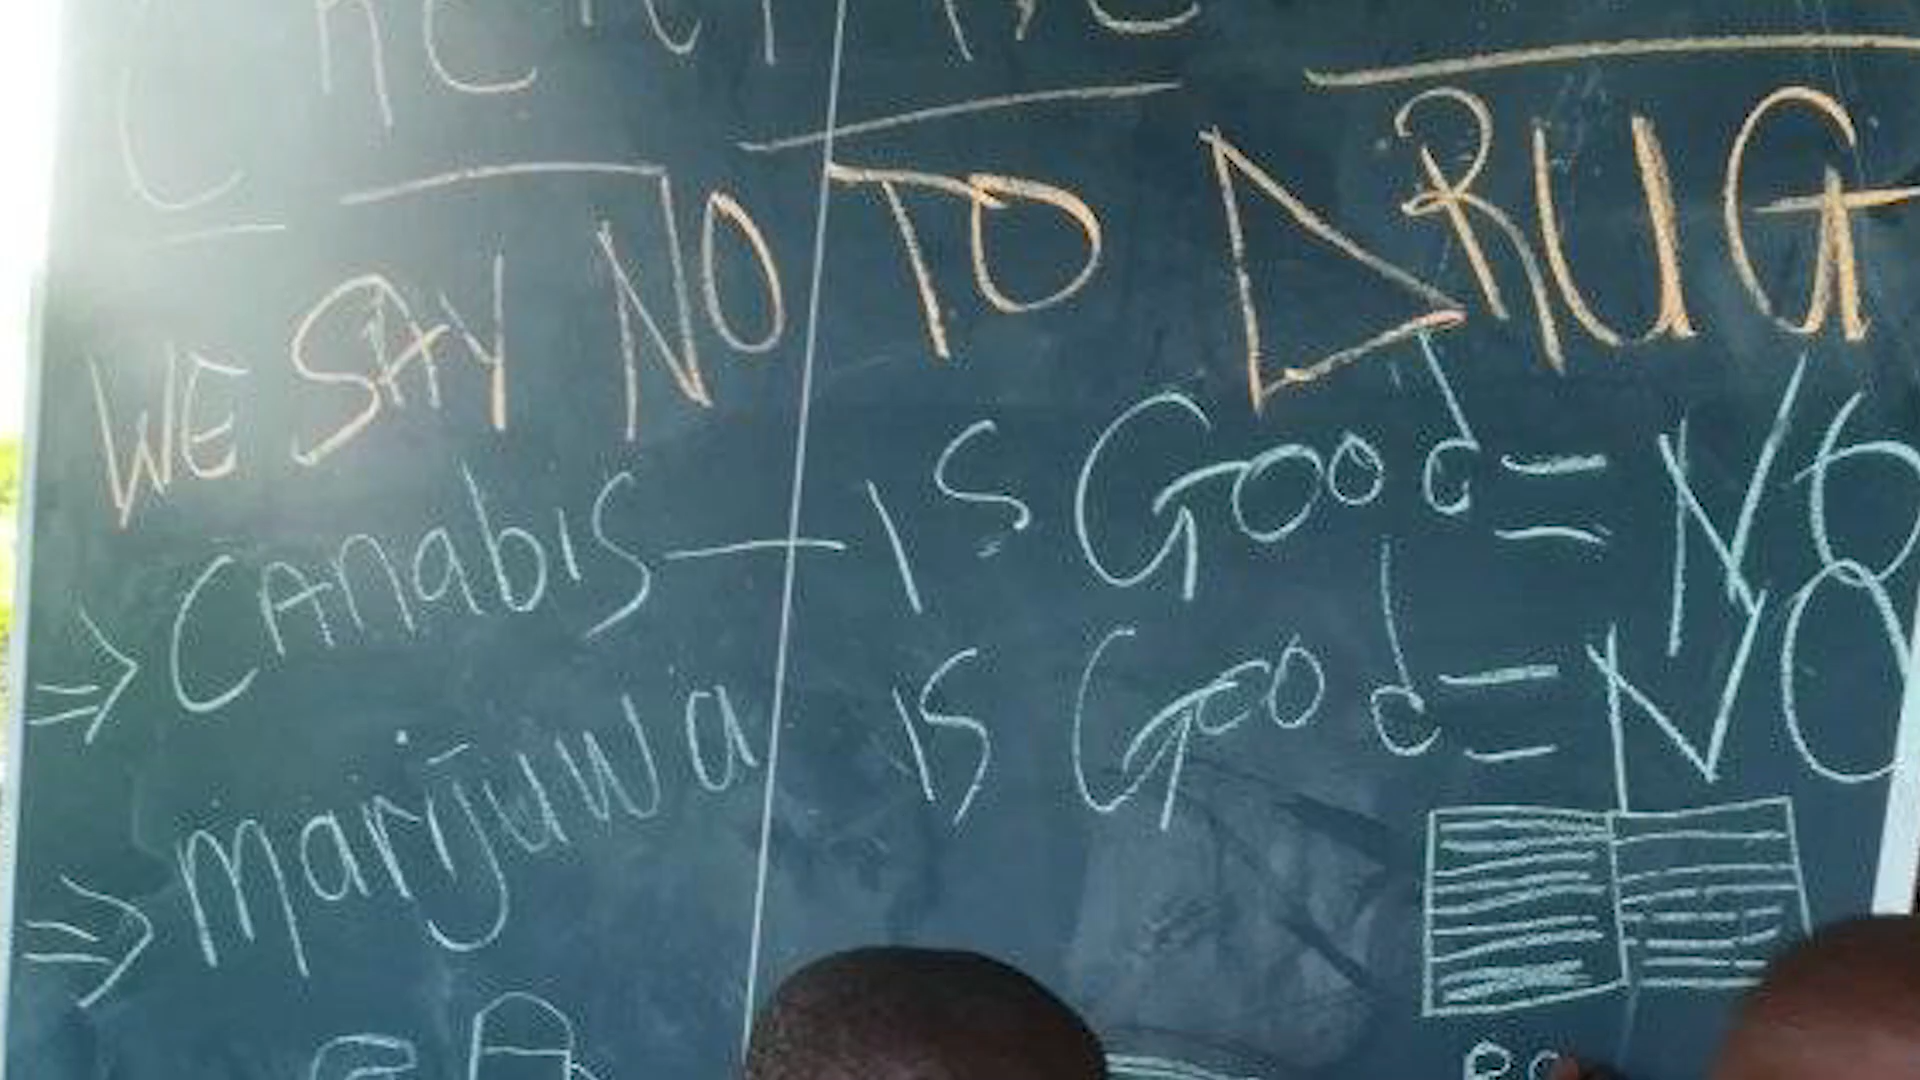 WE SAY NO TO DRUG
⇒ CANabis — IS GOOd = NO
⇒ marijuwa IS GOOd = NO